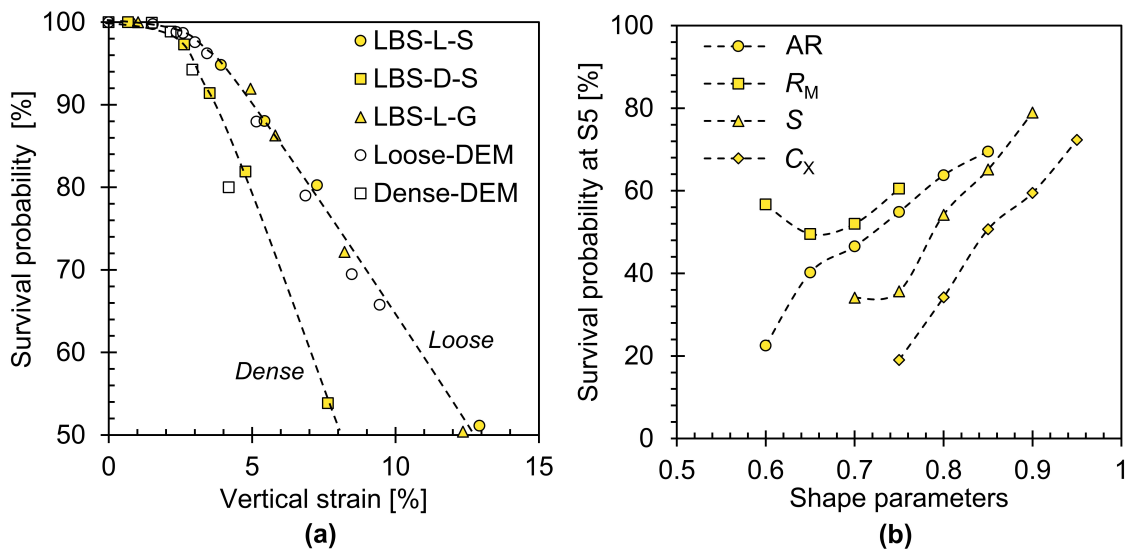 100
90
80
70
60
50
Survival probability [%]
LBS-L-S
LBS-D-S
LBS-L-G
Loose-DEM
Dense-DEM
Loose
Dense
0
5
10
15
Vertical strain [%]
(a)
100
80
60
40
20
0
Survival probability at S5 [%]
AR
RM
S
CX
0.5
0.6
0.7
0.8
0.9
1
Shape parameters
(b)